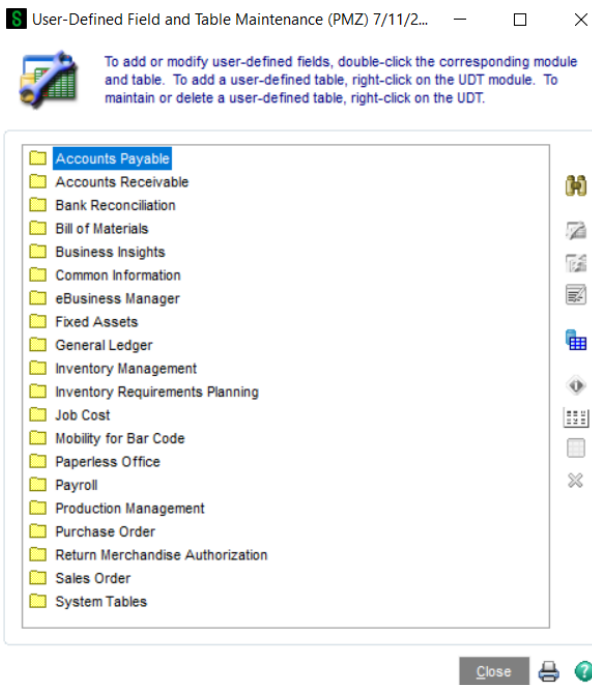 S User-Defined Field and Table Maintenance (PMZ) 7/11/2...
To add or modify user-defined fields, double-click the corresponding module
and table. To add a user-defined table, right-click on the UDT module. To
maintain or delete a user-defined table, right-click on the UDT.
Accounts Payable
Accounts Receivable
Bank Reconciliation
Bill of Materials
Business Insights
Common Information
eBusiness Manager
Fixed Assets
General Ledger
Inventory Management
Inventory Requirements Planning
Job Cost
Mobility for Bar Code
Paperless Office
Payroll
Production Management
Purchase Order
Return Merchandise Authorization
Sales Order
System Tables
Close